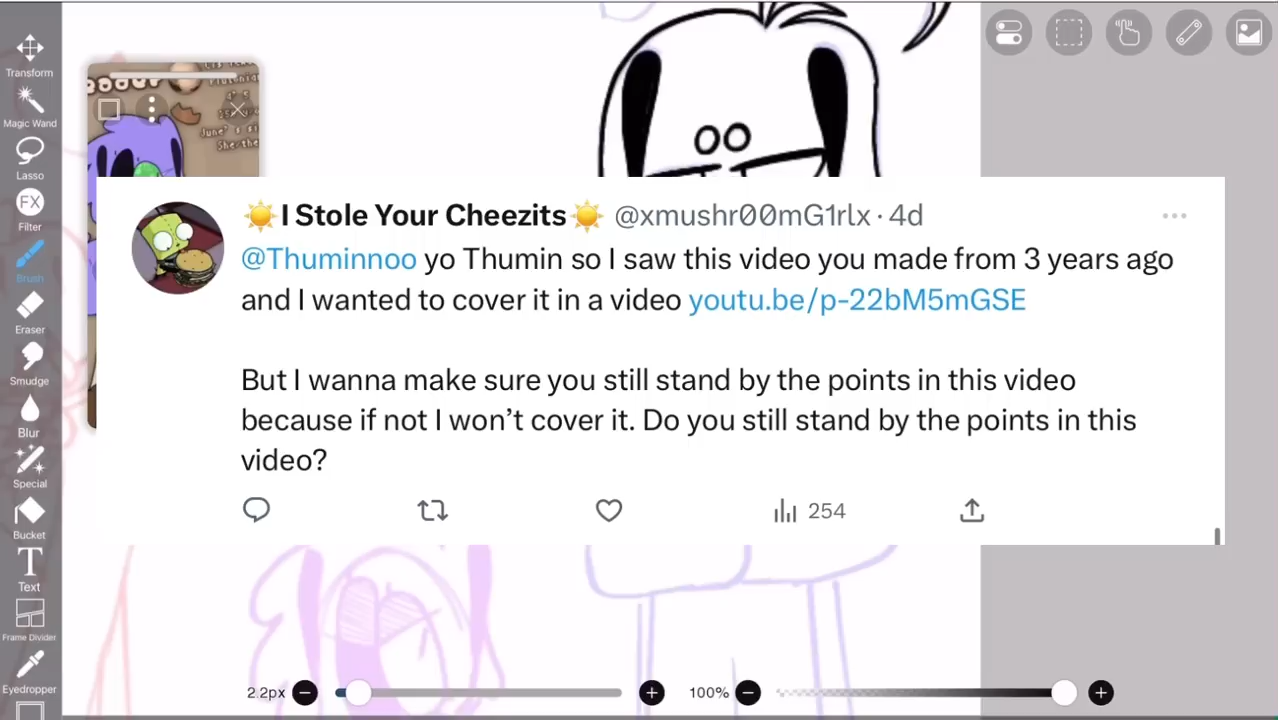 Transform
Magic Wand
Lasso
FX
Filter
Brush
Eraser
Smudge
Blur
Special
Bucket
T
Text
Frame Divider
Eyedropper
☀️I Stole Your Cheezits☀️ @xmushr00mG1rlx · 4d
@Thuminnoo yo Thumin so I saw this video you made from 3 years ago
and I wanted to cover it in a video youtu.be/p-22bM5mGSE
But I wanna make sure you still stand by the points in this video
because if not I won’t cover it. Do you still stand by the points in this
video?
254
2.2px
100%